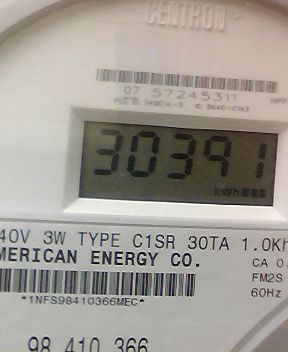 CENTRON®
07 57245311
30391
kWh
40V 3W TYPE C1SR 30TA 1.0Kh
MERICAN ENERGY CO.
CA 0.
FM2S
*1NFS98410366MEC*
60Hz
98 410 366